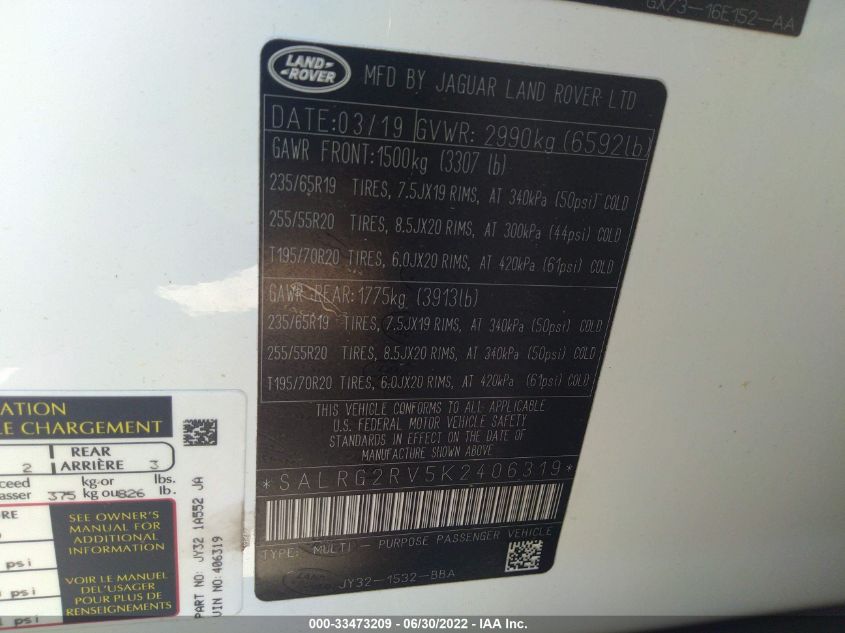 GX73-16E152-AA
LAND ROVER
MFD BY JAGUAR LAND ROVER LTD
DATE:03/19 GVWR: 2990kg (6592lb)
GAWR FRONT:1500kg (3307 lb)
235/65R19 TIRES, 7.5JX19 RIMS, AT 340kPa (50psi) COLD
255/55R20 TIRES, 8.5JX20 RIMS, AT 300kPa (44psi) COLD
T195/70R20 TIRES, 6.0JX20 RIMS, AT 420kPa (61psi) COLD
GAWR REAR:1775kg (3913lb)
235/65R19 TIRES, 7.5JX19 RIMS, AT 340kPa (50psi) COLD
255/55R20 TIRES, 8.5JX20 RIMS, AT 340kPa (50psi) COLD
T195/70R20 TIRES, 6.0JX20 RIMS, AT 420kPa (61psi) COLD
THIS VEHICLE CONFORMS TO ALL APPLICABLE
U.S. FEDERAL MOTOR VEHICLE SAFETY
STANDARDS IN EFFECT ON THE DATE OF
MANUFACTURE SHOWN ABOVE.
*SALRG2RV5K2406319*
TYPE: MULTI - PURPOSE PASSENGER VEHICLE
LAND ROVER
JY32-1532-BBA
ATION
E CHARGEMENT
2 REAR
ARRIÈRE 3
ceed kg or lbs.
asser 375 kg ou 826 lb.
RE
SEE OWNER'S
MANUAL FOR
ADDITIONAL
INFORMATION
psi
VOIR LE MANUEL
DE L'USAGER
POUR PLUS DE
RENSEIGNEMENTS
psi
PART NO: JY32 1A552 JA
VIN NO: 406319
000-33473209 - 06/30/2022 - IAA Inc.